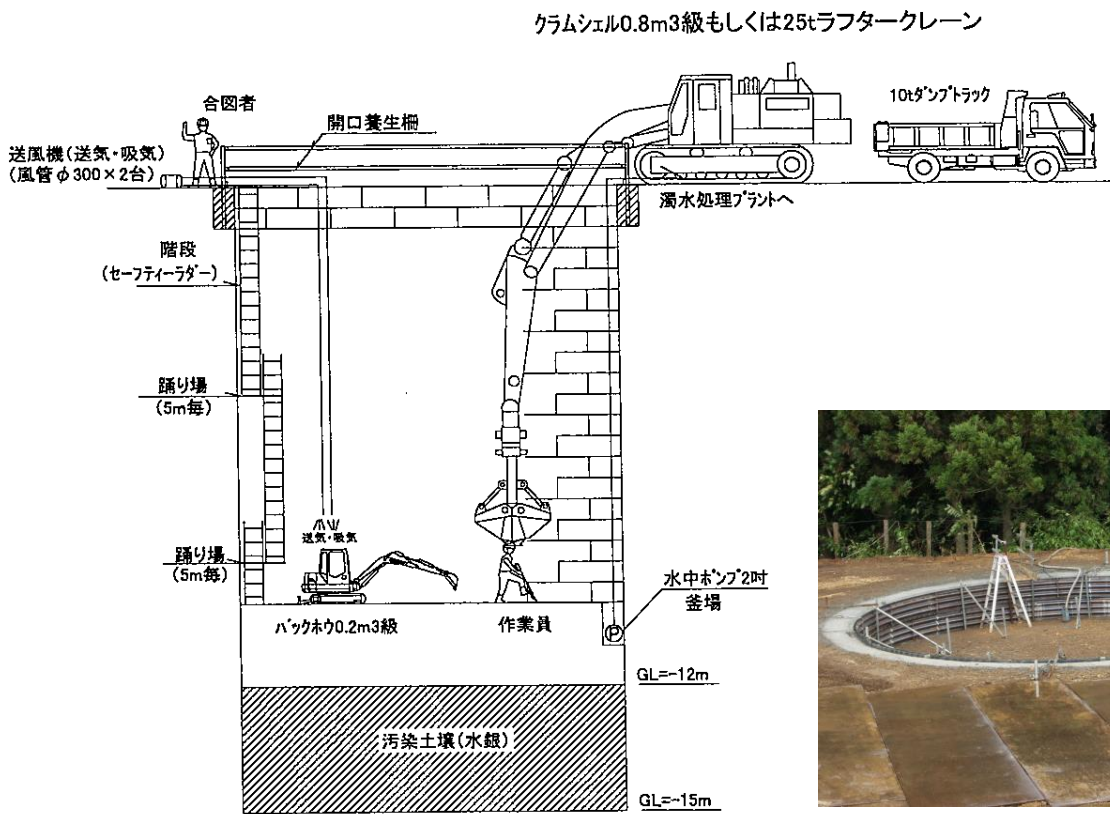 クラムシェル0.8m3級もしくは25tラフタークレーン
合図者
10tダンプトラック
開口養生柵
送風機(送気・吸気)
(風管φ300×2台)
濁水処理プラントへ
階段
(セーフティーラダー)
踊り場
(5m毎)
送気・吸気
踊り場
(5m毎)
水中ポンプ2吋
釜場
P
バックホウ0.2m3級
作業員
GL=-12m
汚染土壌(水銀)
GL=-15m